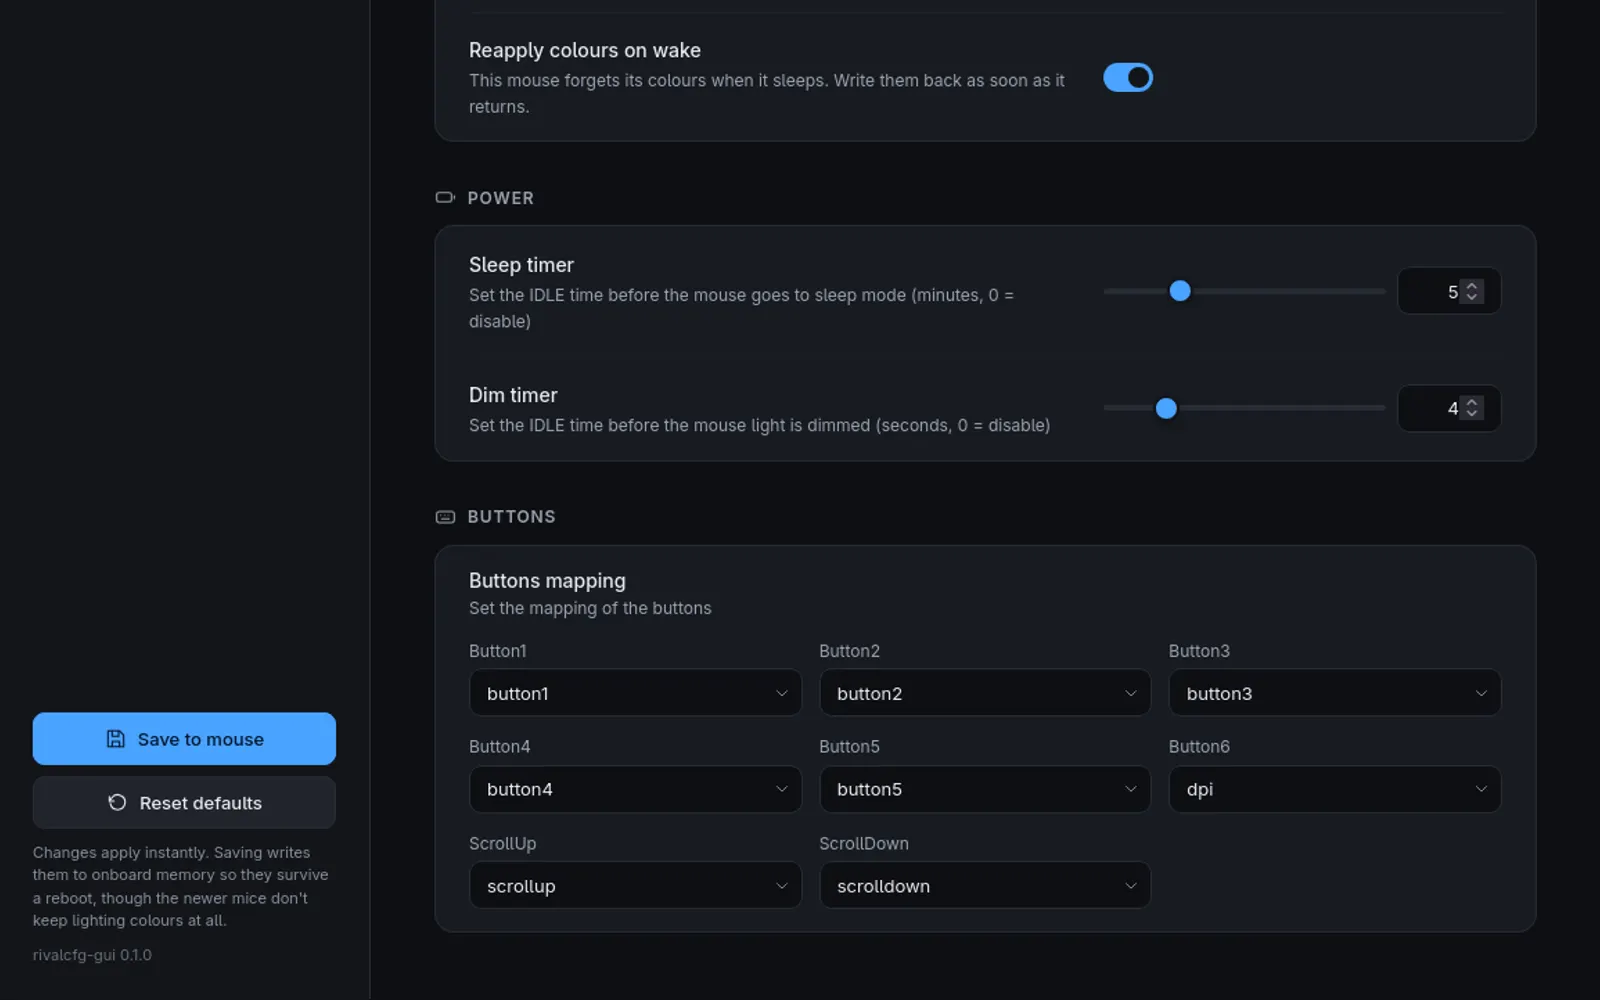 Reapply colours on wake
This mouse forgets its colours when it sleeps. Write them back as soon as it
returns.
POWER
Sleep timer
Set the IDLE time before the mouse goes to sleep mode (minutes, 0 =
disable)
5
Dim timer
Set the IDLE time before the mouse light is dimmed (seconds, 0 = disable)
4
BUTTONS
Buttons mapping
Set the mapping of the buttons
Button1 Button2 Button3
button1 button2 button3
Button4 Button5 Button6
button4 button5 dpi
ScrollUp ScrollDown
scrollup scrolldown
Save to mouse
Reset defaults
Changes apply instantly. Saving writes
them to onboard memory so they survive
a reboot, though the newer mice don't
keep lighting colours at all.
rivalcfg-gui 0.1.0